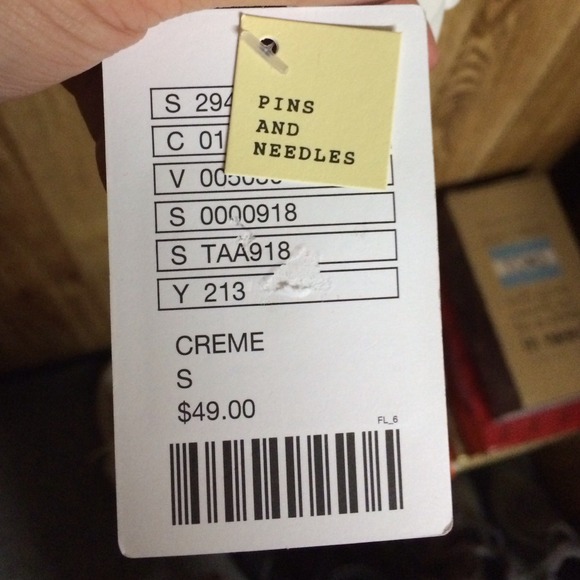 PINS
AND
NEEDLES
S 294
C 01
V
S 0000918
S TAA918
Y 213
CREME
S
$49.00
FL_6